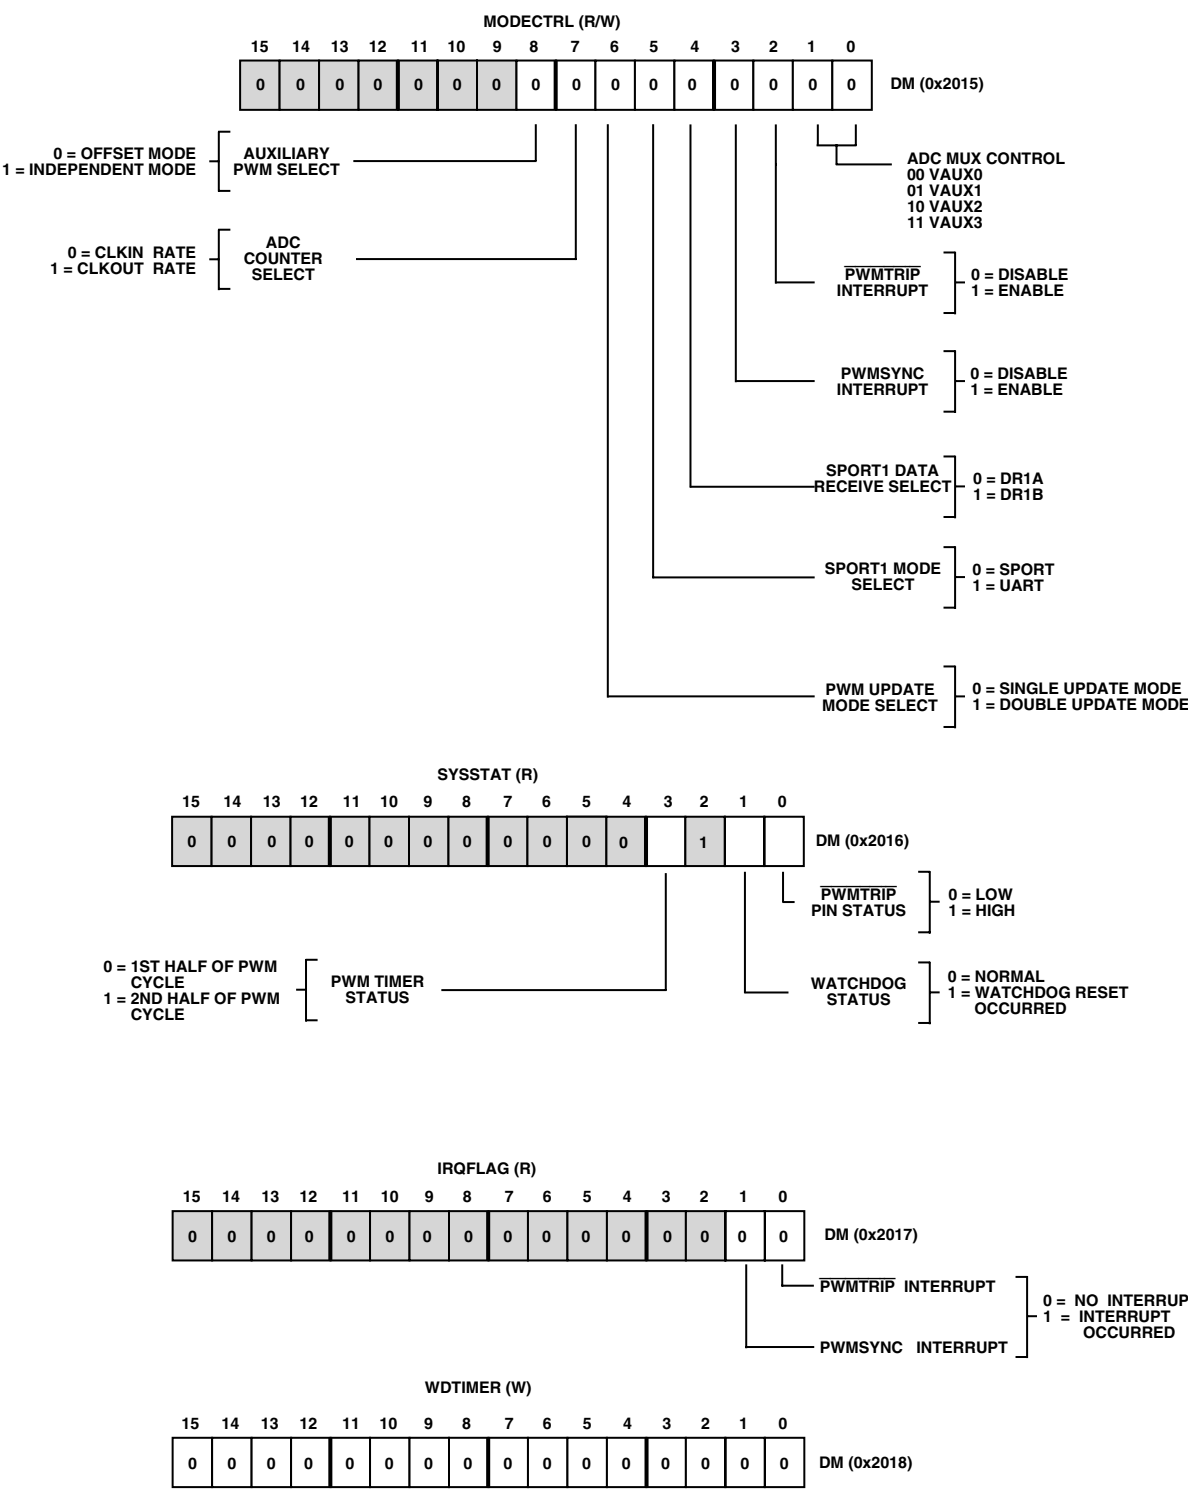 MODECTRL (R/W)
15 14 13 12 11 10 9 8 7 6 5 4 3 2 1 0
0 0 0 0 0 0 0 0 0 0 0 0 0 0 0 0 DM (0x2015)
0 = OFFSET MODE
1 = INDEPENDENT MODE
AUXILIARY
PWM SELECT
ADC MUX CONTROL
00 VAUX0
01 VAUX1
10 VAUX2
11 VAUX3
0 = CLKIN RATE
1 = CLKOUT RATE
ADC
COUNTER
SELECT
PWMTRIP
INTERRUPT
0 = DISABLE
1 = ENABLE
PWMSYNC
INTERRUPT
0 = DISABLE
1 = ENABLE
SPORT1 DATA
RECEIVE SELECT
0 = DR1A
1 = DR1B
SPORT1 MODE
SELECT
0 = SPORT
1 = UART
PWM UPDATE
MODE SELECT
0 = SINGLE UPDATE MODE
1 = DOUBLE UPDATE MODE
SYSSTAT (R)
15 14 13 12 11 10 9 8 7 6 5 4 3 2 1 0
0 0 0 0 0 0 0 0 0 0 0 0 1 DM (0x2016)
PWMTRIP
PIN STATUS
0 = LOW
1 = HIGH
0 = 1ST HALF OF PWM
CYCLE
1 = 2ND HALF OF PWM
CYCLE
PWM TIMER
STATUS
WATCHDOG
STATUS
0 = NORMAL
1 = WATCHDOG RESET
OCCURRED
IRQFLAG (R)
15 14 13 12 11 10 9 8 7 6 5 4 3 2 1 0
0 0 0 0 0 0 0 0 0 0 0 0 0 0 0 0 DM (0x2017)
PWMTRIP INTERRUPT
PWMSYNC INTERRUPT
0 = NO INTERRUP
1 = INTERRUPT
OCCURRED
WDTIMER (W)
15 14 13 12 11 10 9 8 7 6 5 4 3 2 1 0
0 0 0 0 0 0 0 0 0 0 0 0 0 0 0 0 DM (0x2018)